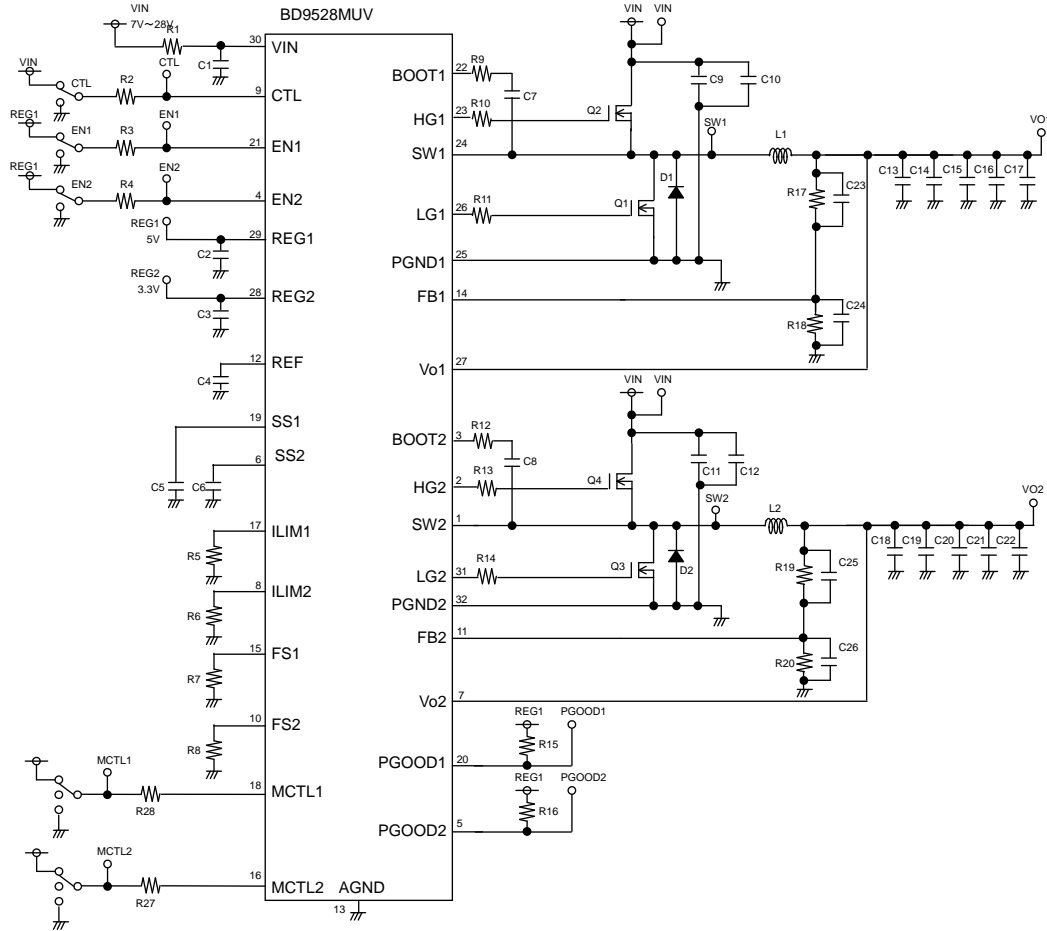 BD9528MUV
VIN
7V～28V
R1
30
VIN
C1
VIN
CTL
R2
CTL
9
CTL
REG1
EN1
R3
EN1
21
EN1
REG1
EN2
R4
EN2
4
EN2
REG1
5V
29
REG1
C2
REG2
3.3V
28
REG2
C3
12
REF
C4
19
SS1
C5
6
SS2
C6
17
ILIM1
R5
8
ILIM2
R6
15
FS1
R7
10
FS2
R8
MCTL1
R28
18
MCTL1
MCTL2
R27
16
MCTL2
AGND
13
VIN
VIN
BOOT1
22
R9
C7
C9
C10
HG1
23
R10
Q2
SW1
24
SW1
L1
VO1
LG1
26
R11
Q1
D1
R17
C23
C13
C14
C15
C16
C17
PGND1
25
FB1
14
R18
C24
Vo1
27
VIN
VIN
BOOT2
3
R12
C8
C11
C12
HG2
2
R13
Q4
SW2
1
SW2
L2
VO2
LG2
31
R14
Q3
D2
R19
C25
C18
C19
C20
C21
C22
PGND2
32
FB2
11
R20
C26
Vo2
7
REG1
PGOOD1
R15
PGOOD1
20
REG1
PGOOD2
R16
PGOOD2
5